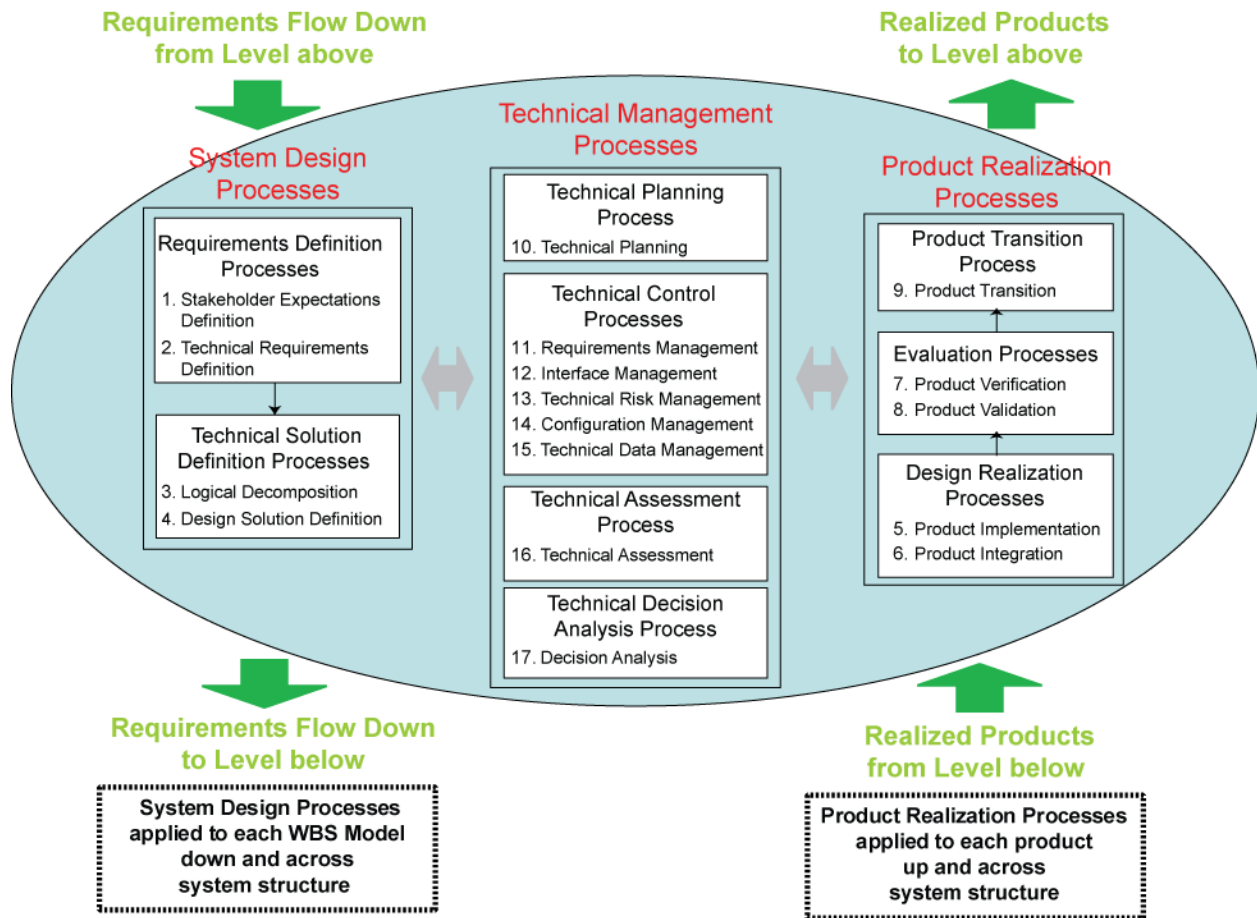 Requirements Flow Down
from Level above
Realized Products
to Level above
System Design
Processes
Requirements Definition
Processes
1. Stakeholder Expectations
Definition
2. Technical Requirements
Definition
Technical Solution
Definition Processes
3. Logical Decomposition
4. Design Solution Definition
Technical Management
Processes
Technical Planning
Process
10. Technical Planning
Technical Control
Processes
11. Requirements Management
12. Interface Management
13. Technical Risk Management
14. Configuration Management
15. Technical Data Management
Technical Assessment
Process
16. Technical Assessment
Technical Decision
Analysis Process
17. Decision Analysis
Product Realization
Processes
Product Transition
Process
9. Product Transition
Evaluation Processes
7. Product Verification
8. Product Validation
Design Realization
Processes
5. Product Implementation
6. Product Integration
Requirements Flow Down
to Level below
Realized Products
from Level below
System Design Processes
applied to each WBS Model
down and across
system structure
Product Realization Processes
applied to each product
up and across
system structure